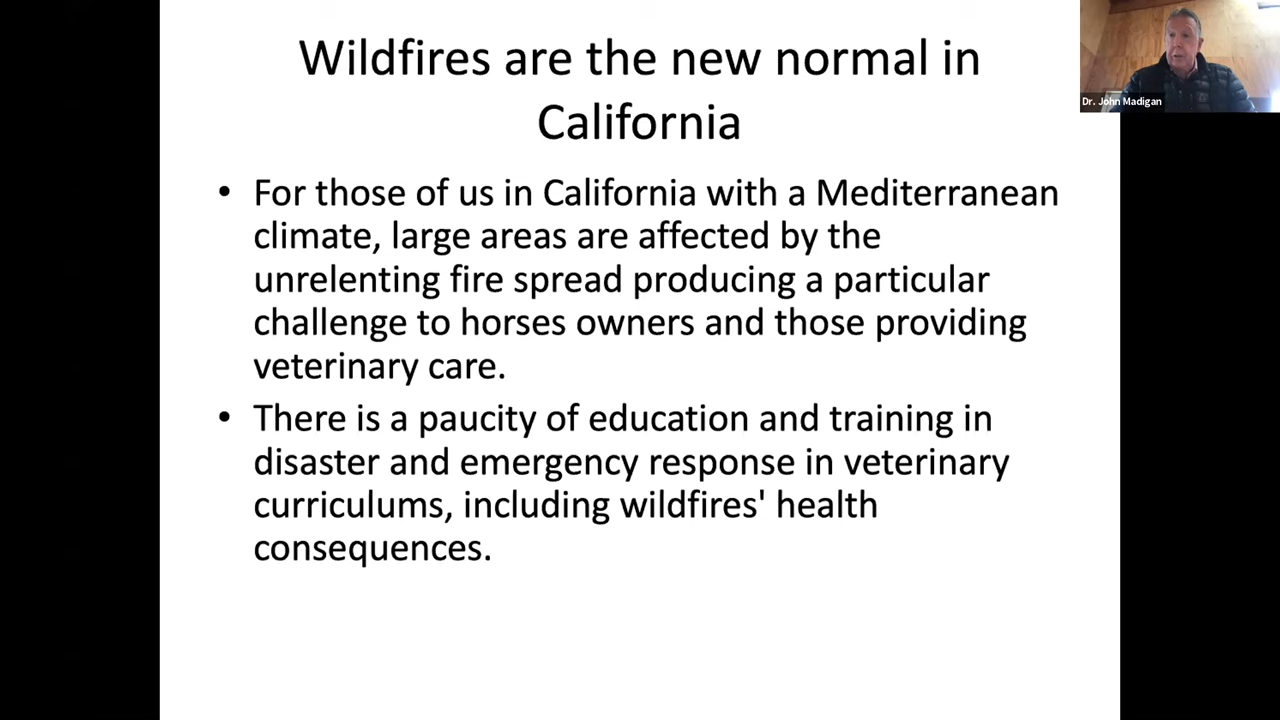 Wildfires are the new normal in
California
Dr. John Madigan
• For those of us in California with a Mediterranean
climate, large areas are affected by the
unrelenting fire spread producing a particular
challenge to horses owners and those providing
veterinary care.
• There is a paucity of education and training in
disaster and emergency response in veterinary
curriculums, including wildfires' health
consequences.